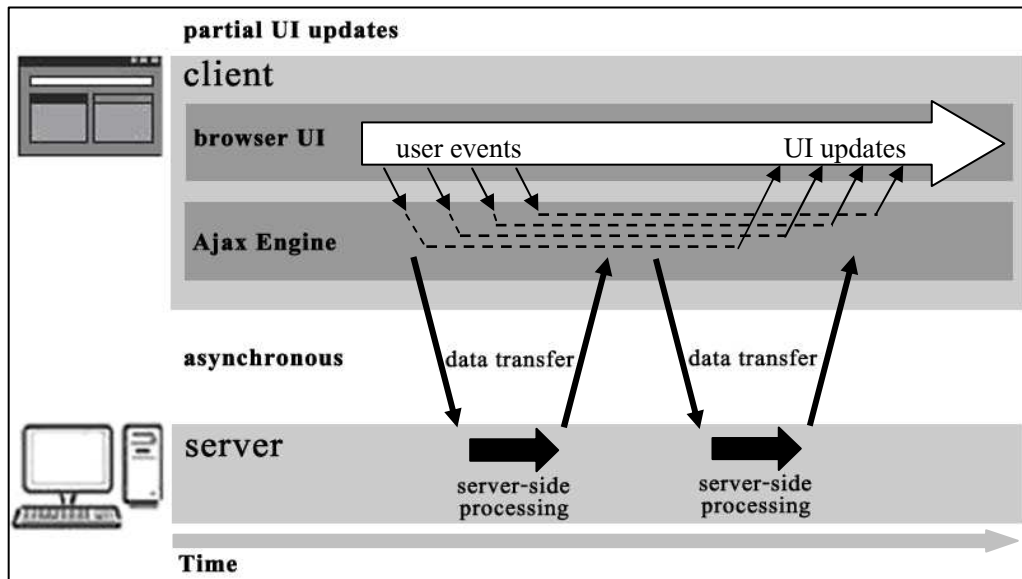 partial UI updates
client
browser UI
user events
UI updates
Ajax Engine
asynchronous
data transfer
data transfer
server
server-side
processing
server-side
processing
Time